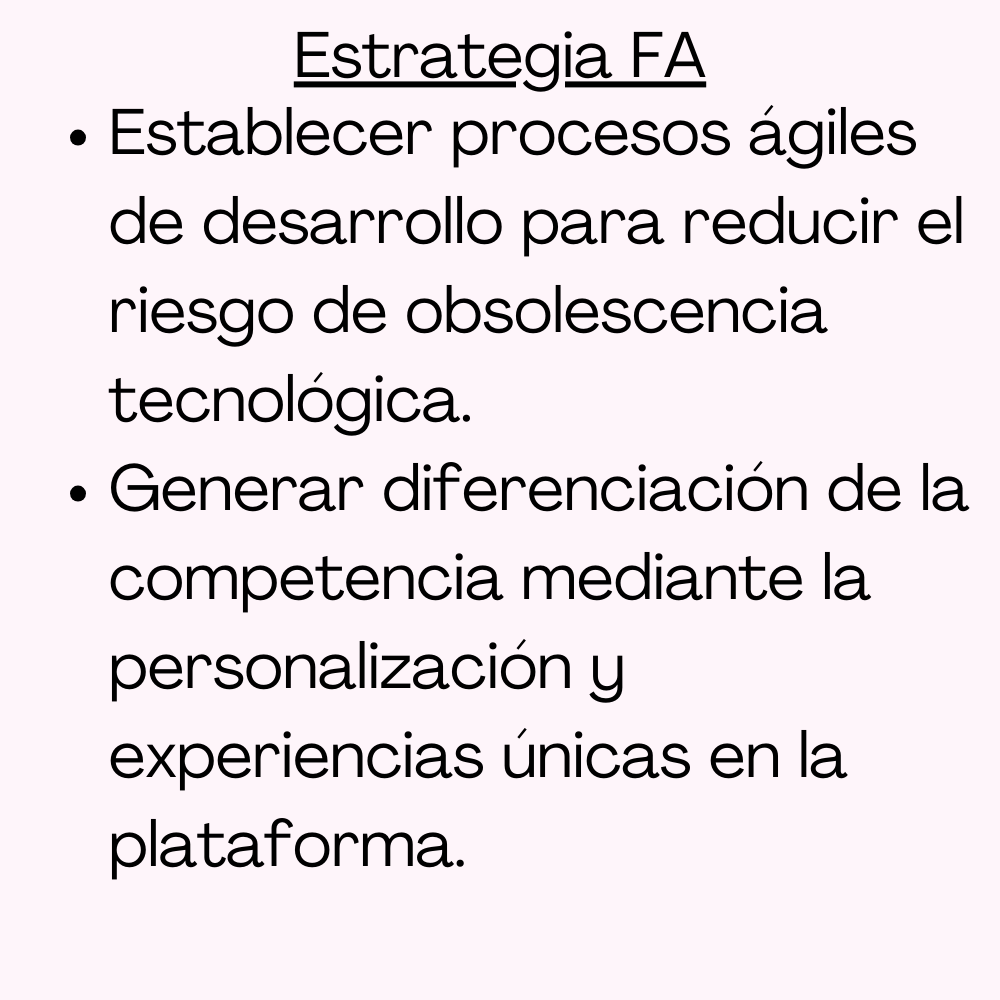 Estrategia FA
• Establecer procesos ágiles
de desarrollo para reducir el
riesgo de obsolescencia
tecnológica.
• Generar diferenciación de la
competencia mediante la
personalización y
experiencias únicas en la
plataforma.